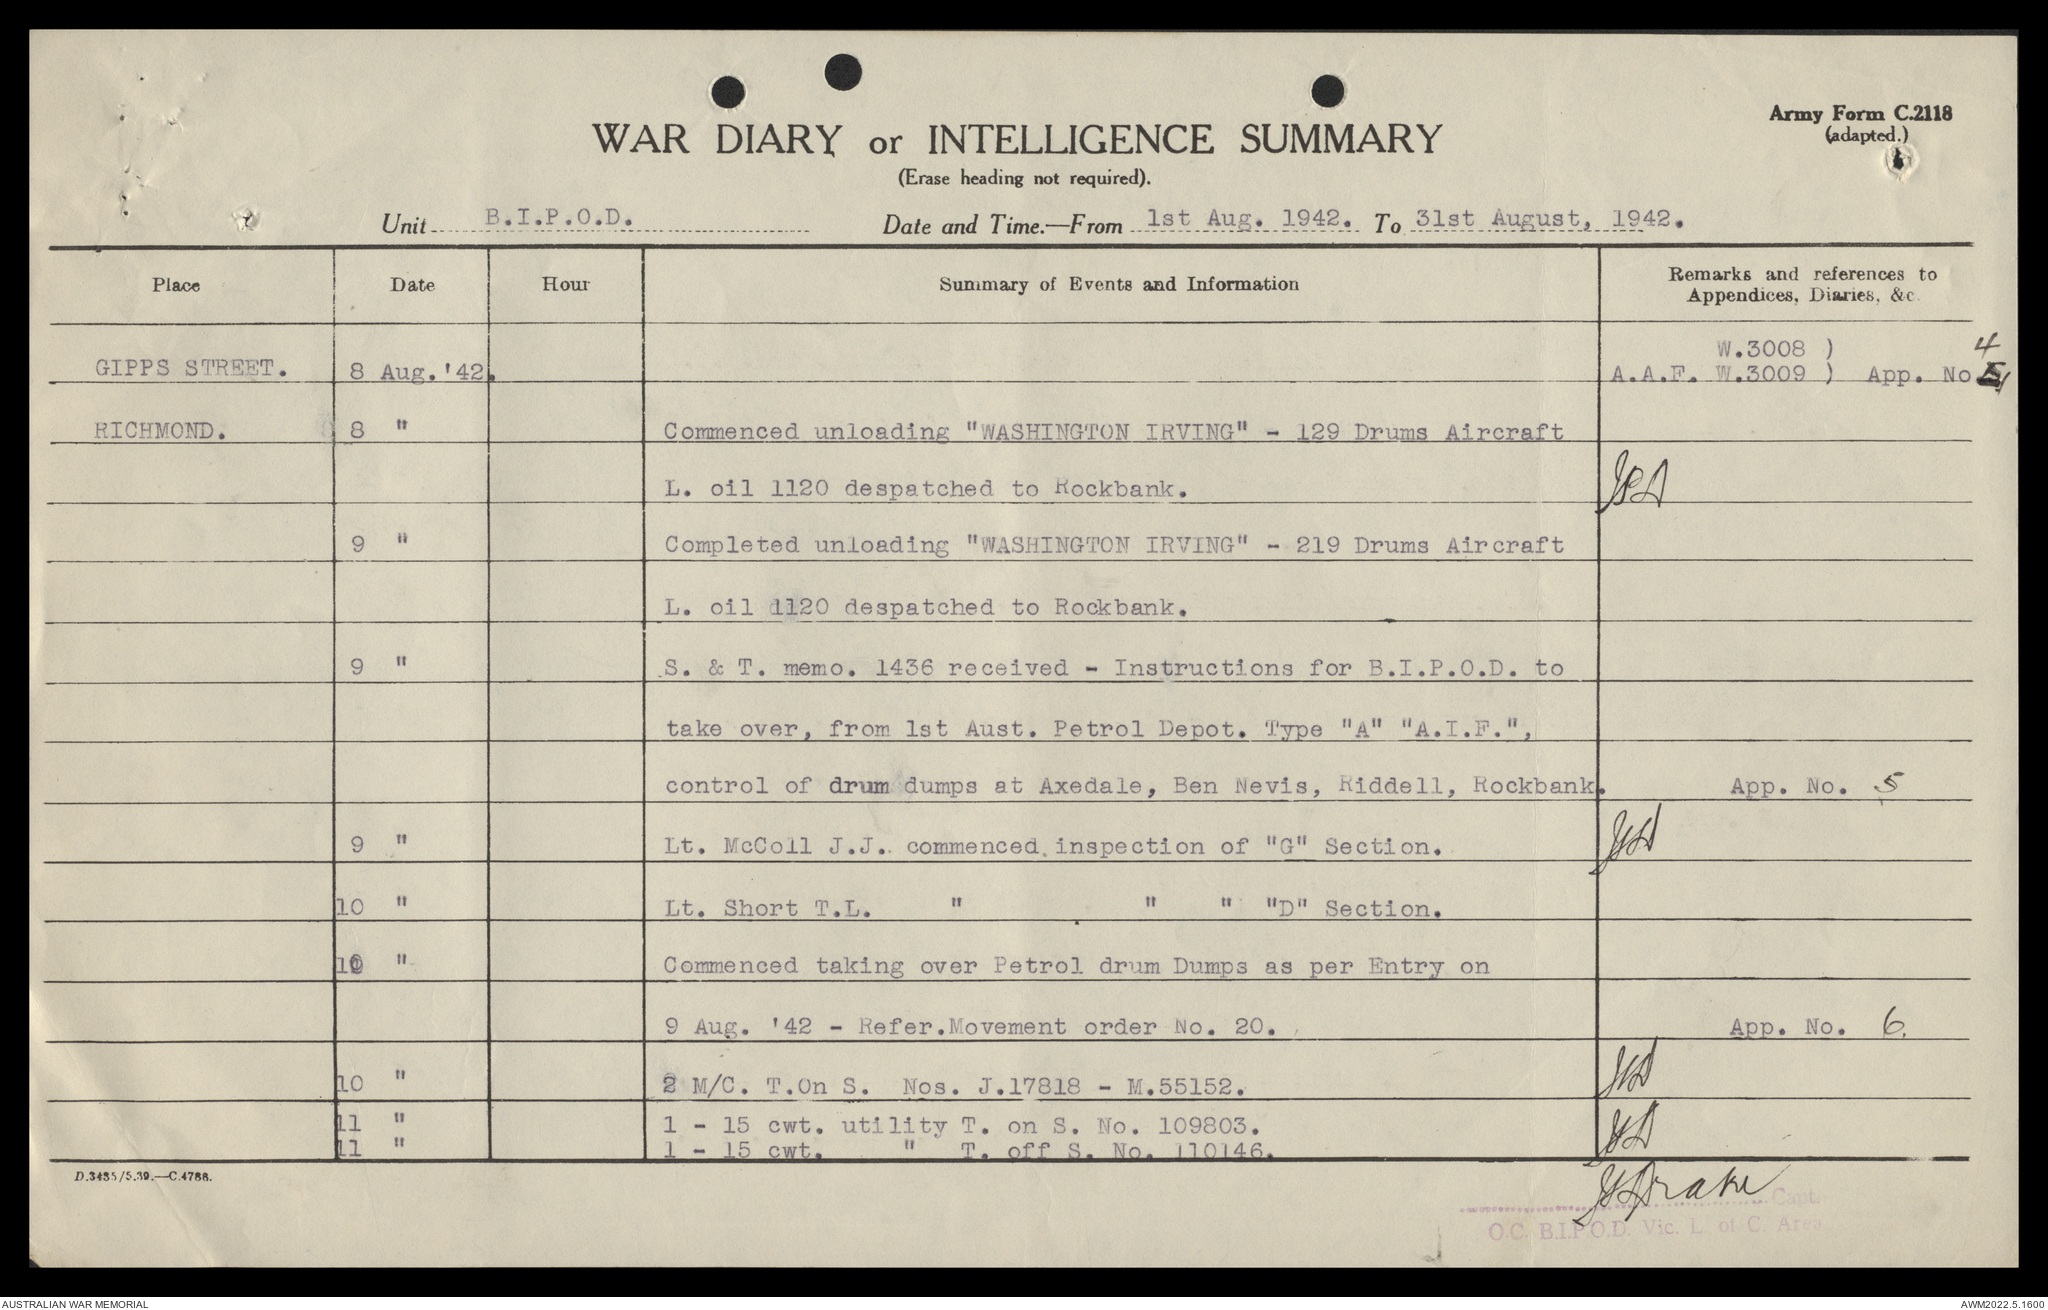 Army Form C.2118
(adapted.)
WAR DIARY or INTELLIGENCE SUMMARY
(Erase heading not required).
Unit B.I.P.O.D. Date and Time.—From 1st Aug. 1942. To 31st August, 1942.
Place Date Hour Summary of Events and Information Remarks and references to Appendices, Diaries, &c.
W.3008 ) 4
GIPPS STREET. 8 Aug. '42. A.A.F. W.3009 ) App. No
RICHMOND. 8 " Commenced unloading "WASHINGTON IRVING" - 129 Drums Aircraft
L. oil 1120 despatched to Rockbank.
9 " Completed unloading "WASHINGTON IRVING" - 219 Drums Aircraft
L. oil 1120 despatched to Rockbank.
9 " S. & T. memo. 1436 received - Instructions for B.I.P.O.D. to
take over, from 1st Aust. Petrol Depot. Type "A" "A.I.F.",
control of drum dumps at Axedale, Ben Nevis, Riddell, Rockbank. App. No. 5
9 " Lt. McColl J.J. commenced inspection of "G" Section.
10 " Lt. Short T.L. " " " "D" Section.
10 " Commenced taking over Petrol drum Dumps as per Entry on
9 Aug. '42 - Refer.Movement order No. 20. App. No. 6.
10 " 2 M/C. T.On S. Nos. J.17818 - M.55152.
11 " 1 - 15 cwt. utility T. on S. No. 109803.
11 " 1 - 15 cwt. " T. off S. No. 110146.
D.3485/5.39.—C.4788.
Drake Capt.
O.C. B.I.P.O.D. Vic. L. of C. Area
AUSTRALIAN WAR MEMORIAL AWM2022.5.1600